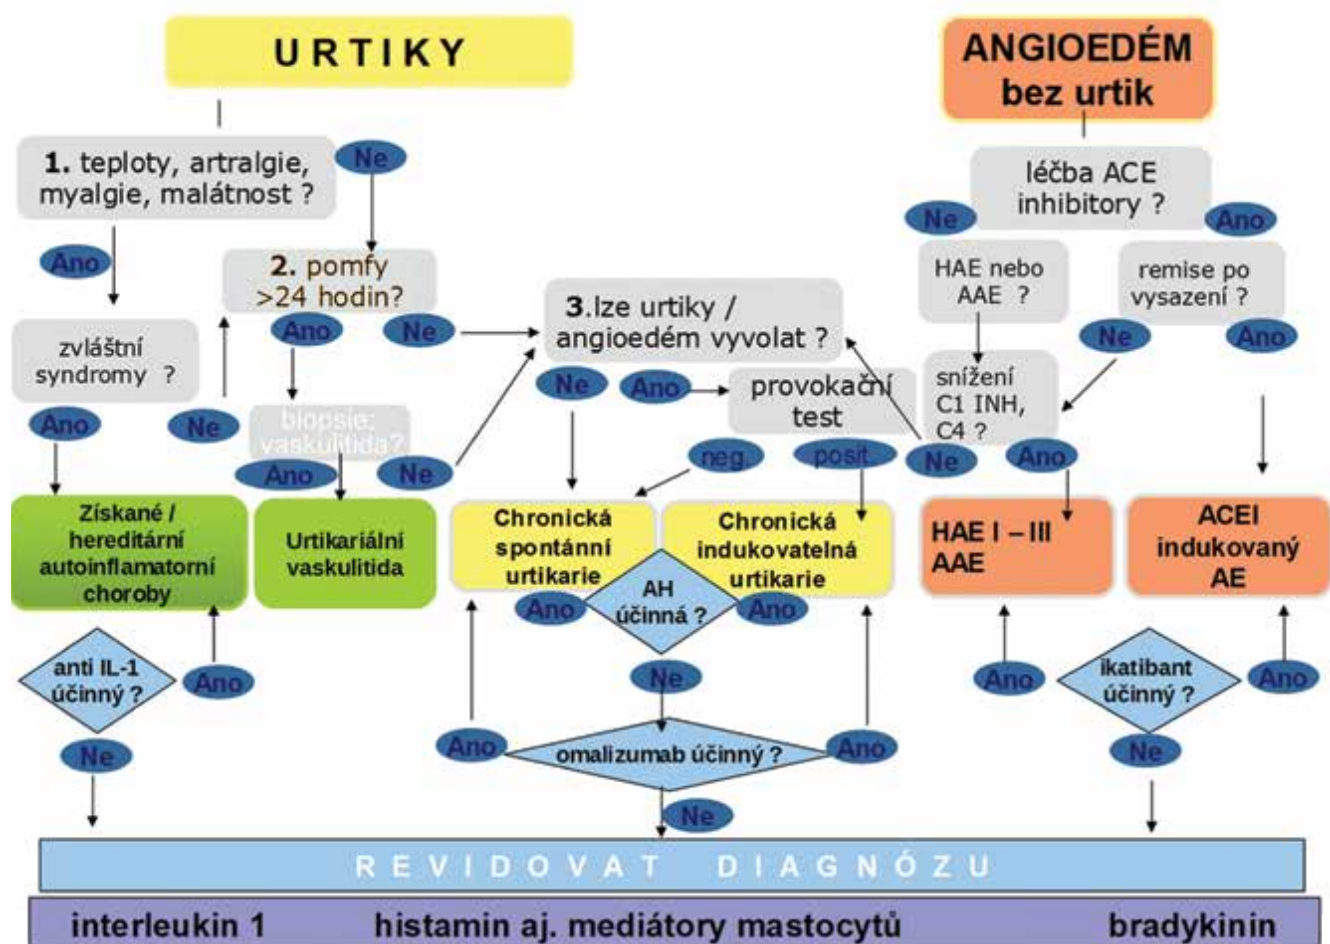 URTIKY
ANGIOEDÉM
bez urtik
1. teploty, artralgie,
myalgie, malátnost ?
Ne
léčba ACE
inhibitory ?
Ne
Ano
Ano
2. pomfy
>24 hodin?
Ano
Ne
3.lze urtiky /
angioedém vyvolat ?
HAE nebo
AAE ?
remise po
vysazení ?
Ne
Ano
zvláštní
syndromy ?
Ano
Ne
Ne
Ano
provokační
test
snížení
C1 INH,
C4 ?
biopsie:
vaskulitida?
Ano
Ne
neg.
posit.
Ne
Ano
Získané /
hereditární
autoinflamatorní
choroby
Urtikariální
vaskulitida
Chronická
spontánní
urtikarie
Chronická
indukovatelná
urtikarie
HAE I – III
AAE
ACEI
indukovaný
AE
Ano
AH
účinná ?
Ano
anti IL-1
účinný ?
Ano
Ne
Ano
ikatibant
účinný ?
Ano
Ne
Ano
omalizumab účinný ?
Ano
Ne
Ne
REVIDOVAT DIAGNÓZU
interleukin 1
histamin aj. mediátory mastocytů
bradykinin